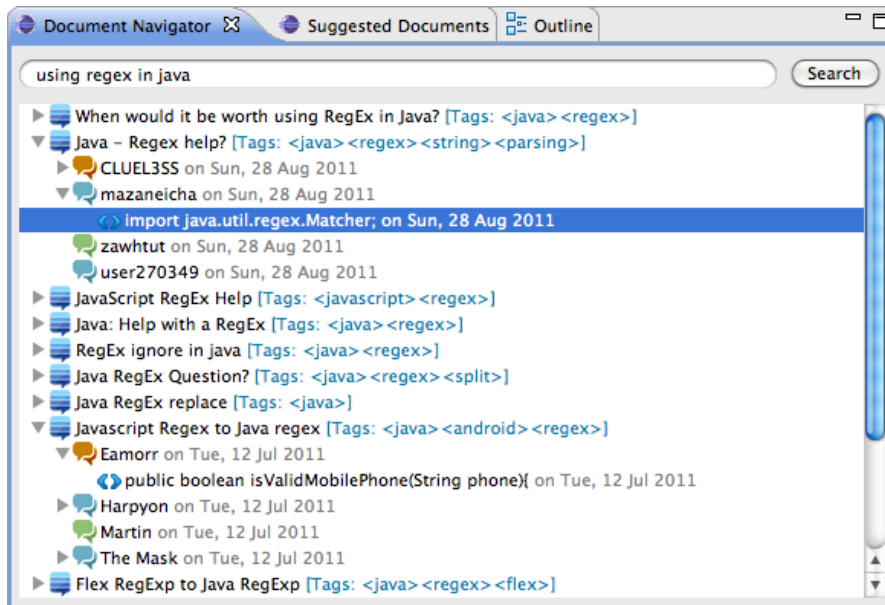 Document Navigator Suggested Documents Outline
using regex in java Search
When would it be worth using RegEx in Java? [Tags: <java><regex>]
Java – Regex help? [Tags: <java><regex><string><parsing>]
CLUEL3SS on Sun, 28 Aug 2011
mazaneicha on Sun, 28 Aug 2011
import java.util.regex.Matcher; on Sun, 28 Aug 2011
zawhtut on Sun, 28 Aug 2011
user270349 on Sun, 28 Aug 2011
JavaScript RegEx Help [Tags: <javascript><regex>]
Java: Help with a RegEx [Tags: <java><regex>]
RegEx ignore in java [Tags: <java><regex>]
Java RegEx Question? [Tags: <java><regex><split>]
Java RegEx replace [Tags: <java>]
Javascript Regex to Java regex [Tags: <java><android><regex>]
Eamorr on Tue, 12 Jul 2011
public boolean isValidMobilePhone(String phone){ on Tue, 12 Jul 2011
Harpyon on Tue, 12 Jul 2011
Martin on Tue, 12 Jul 2011
The Mask on Tue, 12 Jul 2011
Flex RegExp to Java RegExp [Tags: <java><regex><flex>]